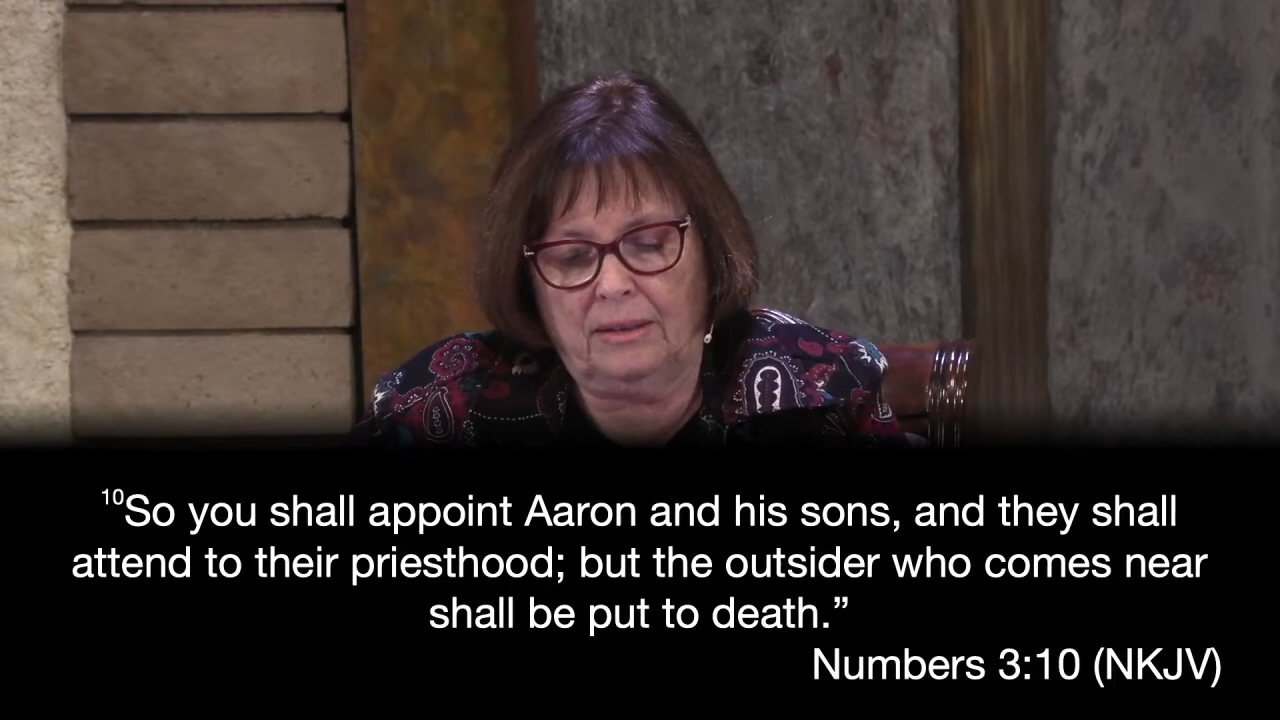 ¹⁰So you shall appoint Aaron and his sons, and they shall
attend to their priesthood; but the outsider who comes near
shall be put to death.”
Numbers 3:10 (NKJV)